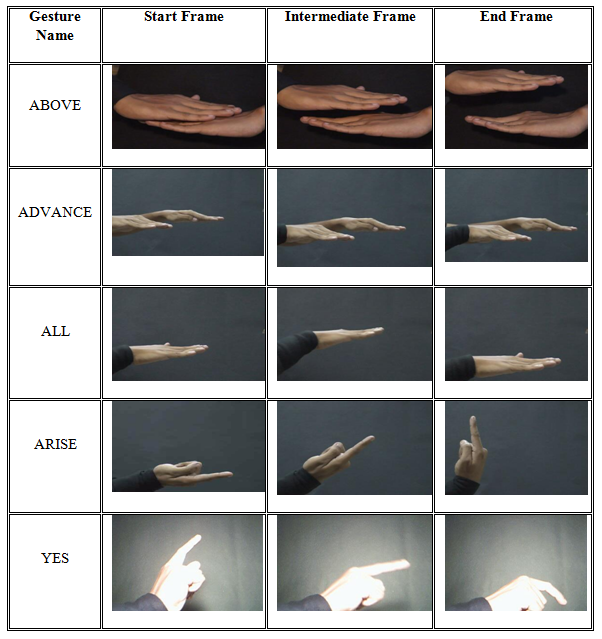 Gesture Name
Start Frame
Intermediate Frame
End Frame
ABOVE
ADVANCE
ALL
ARISE
YES